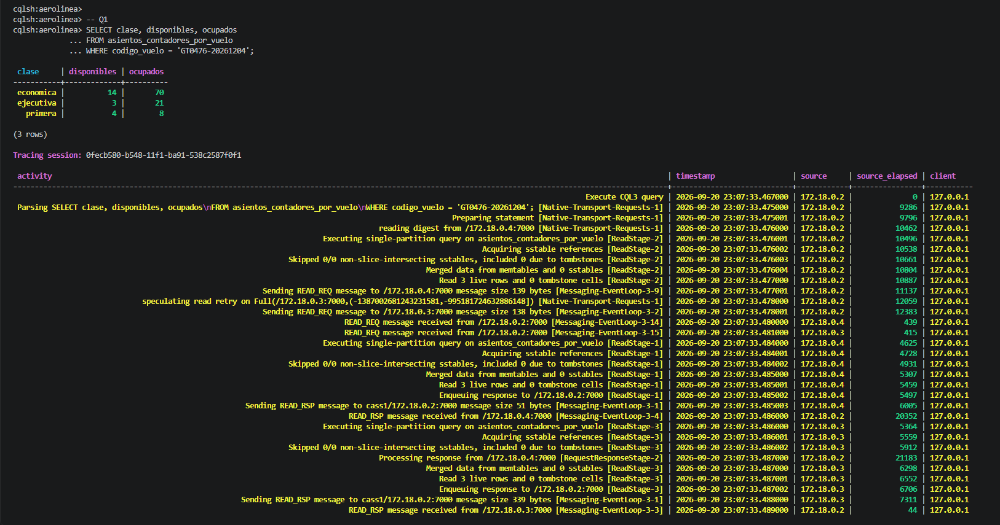 cqlsh:aerolinea>
cqlsh:aerolinea> -- Q1
cqlsh:aerolinea> SELECT clase, disponibles, ocupados
             ... FROM asientos_contadores_por_vuelo
             ... WHERE codigo_vuelo = 'GT0476-20261204';
 clase     | disponibles | ocupados
-----------+-------------+----------
 economica |          14 |       70
 ejecutiva |           3 |       21
   primera |           4 |        8
(3 rows)
Tracing session: 0fecb580-b548-11f1-ba91-538c2587f0f1
 activity | timestamp | source | source_elapsed | client
----------+-----------+--------+----------------+----------
Execute CQL3 query | 2026-09-20 23:07:33.467000 | 172.18.0.2 | 0 | 127.0.0.1
Parsing SELECT clase, disponibles, ocupados\nFROM asientos_contadores_por_vuelo\nWHERE codigo_vuelo = 'GT0476-20261204'; [Native-Transport-Requests-1] | 2026-09-20 23:07:33.475000 | 172.18.0.2 | 9286 | 127.0.0.1
Preparing statement [Native-Transport-Requests-1] | 2026-09-20 23:07:33.475001 | 172.18.0.2 | 9796 | 127.0.0.1
reading digest from /172.18.0.4:7000 [Native-Transport-Requests-1] | 2026-09-20 23:07:33.476000 | 172.18.0.2 | 10462 | 127.0.0.1
Executing single-partition query on asientos_contadores_por_vuelo [ReadStage-2] | 2026-09-20 23:07:33.476001 | 172.18.0.2 | 10496 | 127.0.0.1
Acquiring sstable references [ReadStage-2] | 2026-09-20 23:07:33.476002 | 172.18.0.2 | 10538 | 127.0.0.1
Skipped 0/0 non-slice-intersecting sstables, included 0 due to tombstones [ReadStage-2] | 2026-09-20 23:07:33.476003 | 172.18.0.2 | 10661 | 127.0.0.1
Merged data from memtables and 0 sstables [ReadStage-2] | 2026-09-20 23:07:33.476004 | 172.18.0.2 | 10804 | 127.0.0.1
Read 3 live rows and 0 tombstone cells [ReadStage-2] | 2026-09-20 23:07:33.477000 | 172.18.0.2 | 10887 | 127.0.0.1
Sending READ_REQ message to /172.18.0.4:7000 message size 139 bytes [Messaging-EventLoop-3-9] | 2026-09-20 23:07:33.477001 | 172.18.0.2 | 11137 | 127.0.0.1
speculating read retry on Full(/172.18.0.3:7000,(-1387002681243231581,-995181724632886148]) [Native-Transport-Requests-1] | 2026-09-20 23:07:33.478000 | 172.18.0.2 | 12059 | 127.0.0.1
Sending READ_REQ message to /172.18.0.3:7000 message size 138 bytes [Messaging-EventLoop-3-2] | 2026-09-20 23:07:33.478001 | 172.18.0.2 | 12383 | 127.0.0.1
READ_REQ message received from /172.18.0.2:7000 [Messaging-EventLoop-3-14] | 2026-09-20 23:07:33.480000 | 172.18.0.4 | 439 | 127.0.0.1
READ_REQ message received from /172.18.0.2:7000 [Messaging-EventLoop-3-15] | 2026-09-20 23:07:33.481000 | 172.18.0.3 | 415 | 127.0.0.1
Executing single-partition query on asientos_contadores_por_vuelo [ReadStage-1] | 2026-09-20 23:07:33.484000 | 172.18.0.4 | 4625 | 127.0.0.1
Acquiring sstable references [ReadStage-1] | 2026-09-20 23:07:33.484001 | 172.18.0.4 | 4728 | 127.0.0.1
Skipped 0/0 non-slice-intersecting sstables, included 0 due to tombstones [ReadStage-1] | 2026-09-20 23:07:33.484002 | 172.18.0.4 | 4931 | 127.0.0.1
Merged data from memtables and 0 sstables [ReadStage-1] | 2026-09-20 23:07:33.485000 | 172.18.0.4 | 5307 | 127.0.0.1
Read 3 live rows and 0 tombstone cells [ReadStage-1] | 2026-09-20 23:07:33.485001 | 172.18.0.4 | 5459 | 127.0.0.1
Enqueuing response to /172.18.0.2:7000 [ReadStage-1] | 2026-09-20 23:07:33.485002 | 172.18.0.4 | 5497 | 127.0.0.1
Sending READ_RSP message to cass1/172.18.0.2:7000 message size 51 bytes [Messaging-EventLoop-3-1] | 2026-09-20 23:07:33.485003 | 172.18.0.4 | 6005 | 127.0.0.1
READ_RSP message received from /172.18.0.4:7000 [Messaging-EventLoop-3-4] | 2026-09-20 23:07:33.486000 | 172.18.0.2 | 20352 | 127.0.0.1
Executing single-partition query on asientos_contadores_por_vuelo [ReadStage-3] | 2026-09-20 23:07:33.486000 | 172.18.0.3 | 5364 | 127.0.0.1
Acquiring sstable references [ReadStage-3] | 2026-09-20 23:07:33.486001 | 172.18.0.3 | 5559 | 127.0.0.1
Skipped 0/0 non-slice-intersecting sstables, included 0 due to tombstones [ReadStage-3] | 2026-09-20 23:07:33.486002 | 172.18.0.3 | 5912 | 127.0.0.1
Processing response from /172.18.0.4:7000 [RequestResponseStage-2] | 2026-09-20 23:07:33.487000 | 172.18.0.2 | 21183 | 127.0.0.1
Merged data from memtables and 0 sstables [ReadStage-3] | 2026-09-20 23:07:33.487000 | 172.18.0.3 | 6298 | 127.0.0.1
Read 3 live rows and 0 tombstone cells [ReadStage-3] | 2026-09-20 23:07:33.487001 | 172.18.0.3 | 6552 | 127.0.0.1
Enqueuing response to /172.18.0.2:7000 [ReadStage-3] | 2026-09-20 23:07:33.487002 | 172.18.0.3 | 6706 | 127.0.0.1
Sending READ_RSP message to cass1/172.18.0.2:7000 message size 339 bytes [Messaging-EventLoop-3-1] | 2026-09-20 23:07:33.488000 | 172.18.0.3 | 7311 | 127.0.0.1
READ_RSP message received from /172.18.0.3:7000 [Messaging-EventLoop-3-3] | 2026-09-20 23:07:33.489000 | 172.18.0.2 | 44 | 127.0.0.1